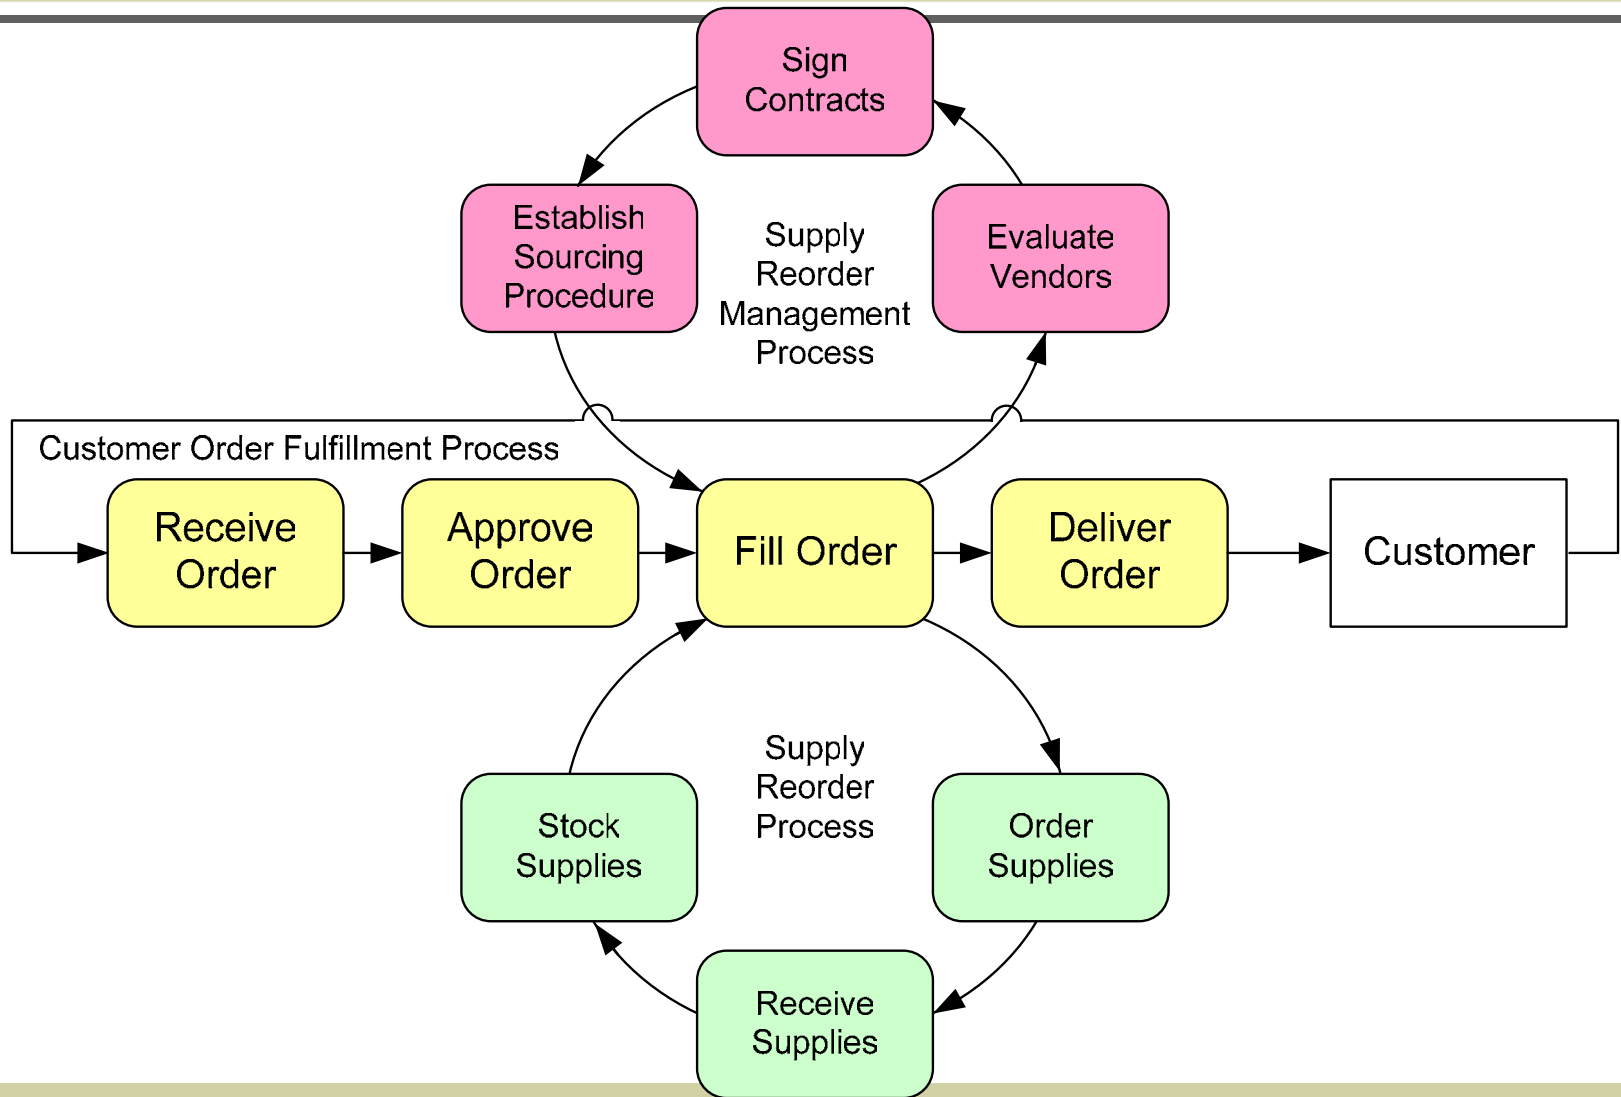 Sign
Contracts
Establish
Sourcing
Procedure
Supply
Reorder
Management
Process
Evaluate
Vendors
Customer Order Fulfillment Process
Receive
Order
Approve
Order
Fill Order
Deliver
Order
Customer
Supply
Reorder
Process
Stock
Supplies
Order
Supplies
Receive
Supplies